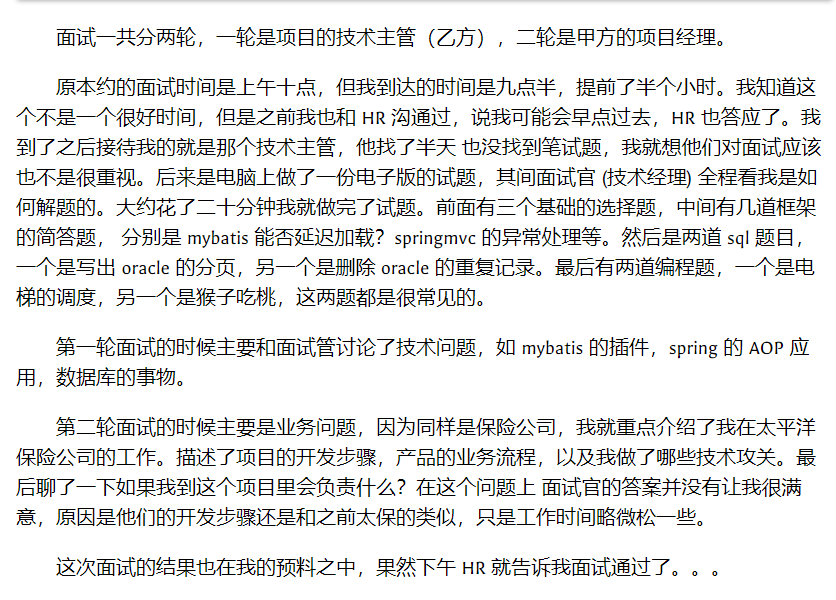 面试一共分两轮，一轮是项目的技术主管（乙方），二轮是甲方的项目经理。
原本约的面试时间是上午十点，但我到达的时间是九点半，提前了半个小时。我知道这
个不是一个很好时间，但是之前我也和 HR 沟通过，说我可能会早点过去，HR 也答应了。我
到了之后接待我的就是那个技术主管，他找了半天 也没找到笔试题，我就想他们对面试应该
也不是很重视。后来是电脑上做了一份电子版的试题，其间面试官 (技术经理) 全程看我是如
何解题的。大约花了二十分钟我就做完了试题。前面有三个基础的选择题，中间有几道框架
的简答题， 分别是 mybatis 能否延迟加载？springmvc 的异常处理等。然后是两道 sql 题目，
一个是写出 oracle 的分页，另一个是删除 oracle 的重复记录。最后有两道编程题，一个是电
梯的调度，另一个是猴子吃桃，这两题都是很常见的。
第一轮面试的时候主要和面试管讨论了技术问题，如 mybatis 的插件，spring 的 AOP 应
用，数据库的事物。
第二轮面试的时候主要是业务问题，因为同样是保险公司，我就重点介绍了我在太平洋
保险公司的工作。描述了项目的开发步骤，产品的业务流程，以及我做了哪些技术攻关。最
后聊了一下如果我到这个项目里会负责什么？在这个问题上 面试官的答案并没有让我很满
意，原因是他们的开发步骤还是和之前太保的类似，只是工作时间略微松一些。
这次面试的结果也在我的预料之中，果然下午 HR 就告诉我面试通过了。。。